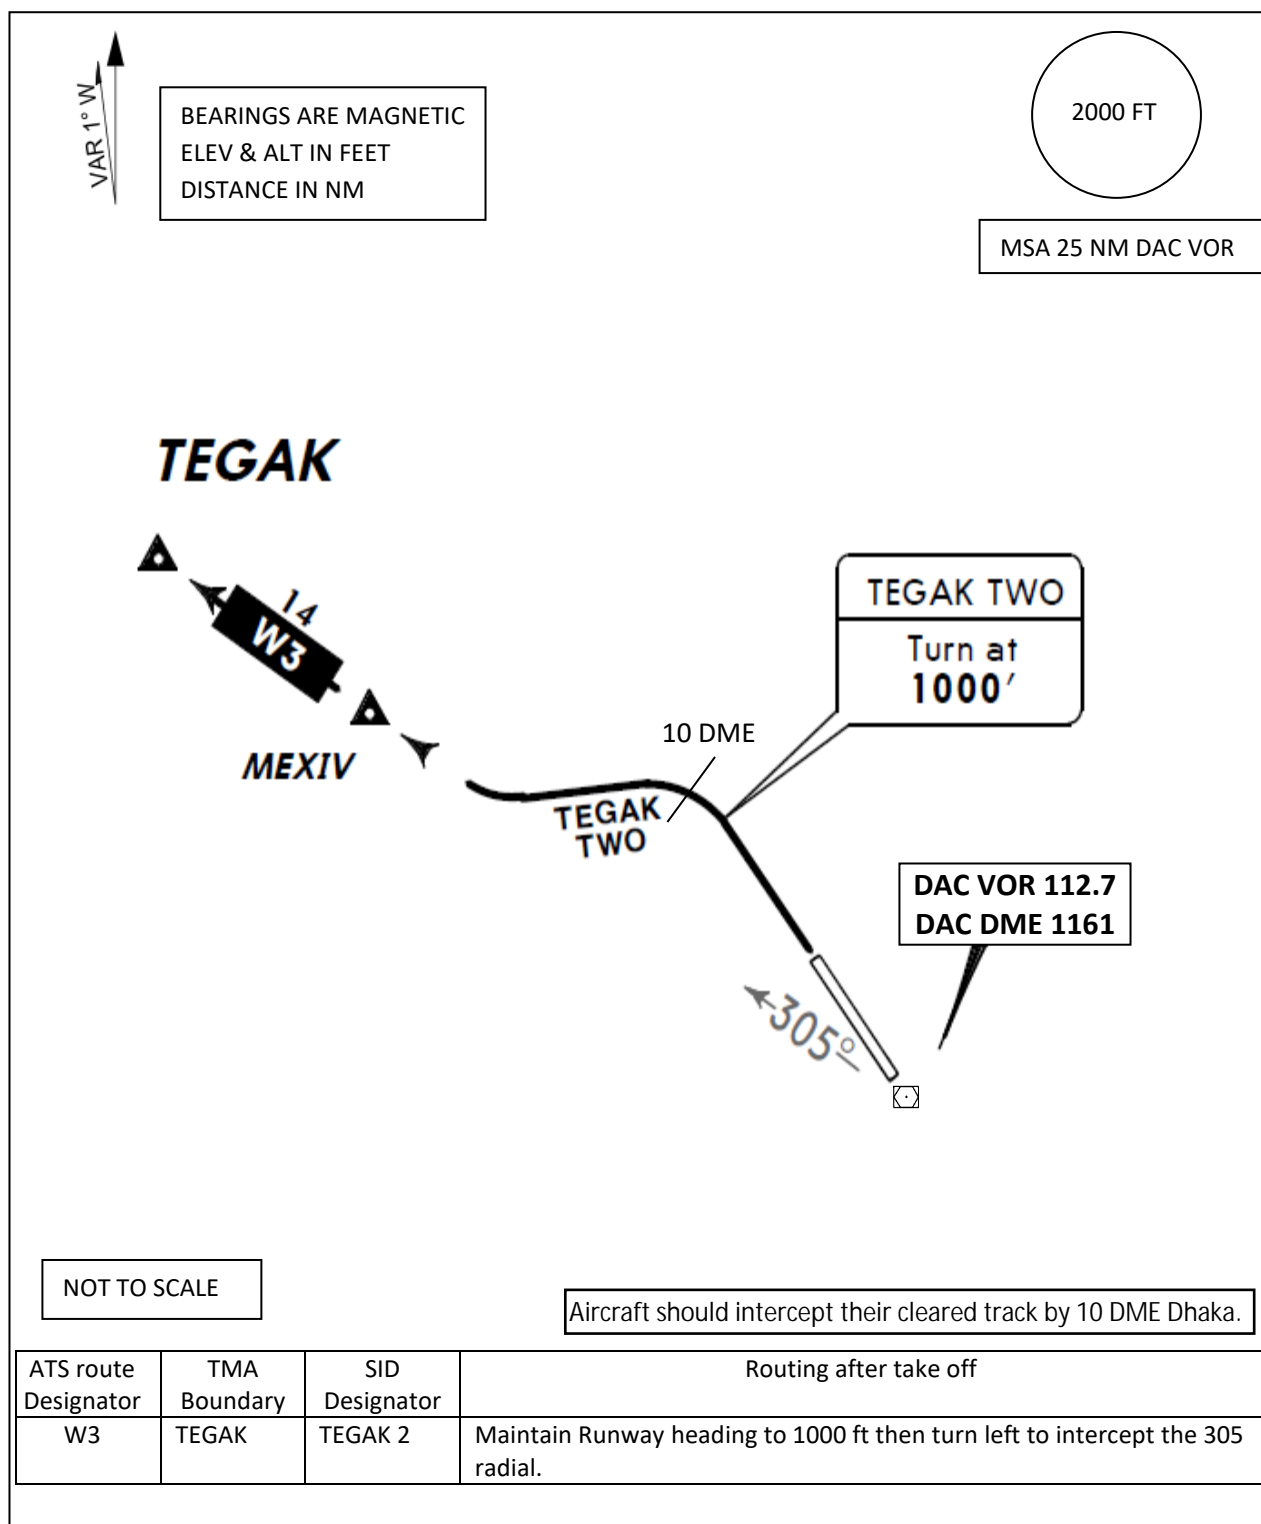 VAR 1° W
BEARINGS ARE MAGNETIC
ELEV & ALT IN FEET
DISTANCE IN NM
2000 FT
MSA 25 NM DAC VOR
TEGAK
14
W3
MEXIV
TEGAK TWO
Turn at
1000′
10 DME
TEGAK
TWO
DAC VOR 112.7
DAC DME 1161
305°
NOT TO SCALE
Aircraft should intercept their cleared track by 10 DME Dhaka.
ATS route
Designator
TMA
Boundary
SID
Designator
Routing after take off
W3
TEGAK
TEGAK 2
Maintain Runway heading to 1000 ft then turn left to intercept the 305
radial.